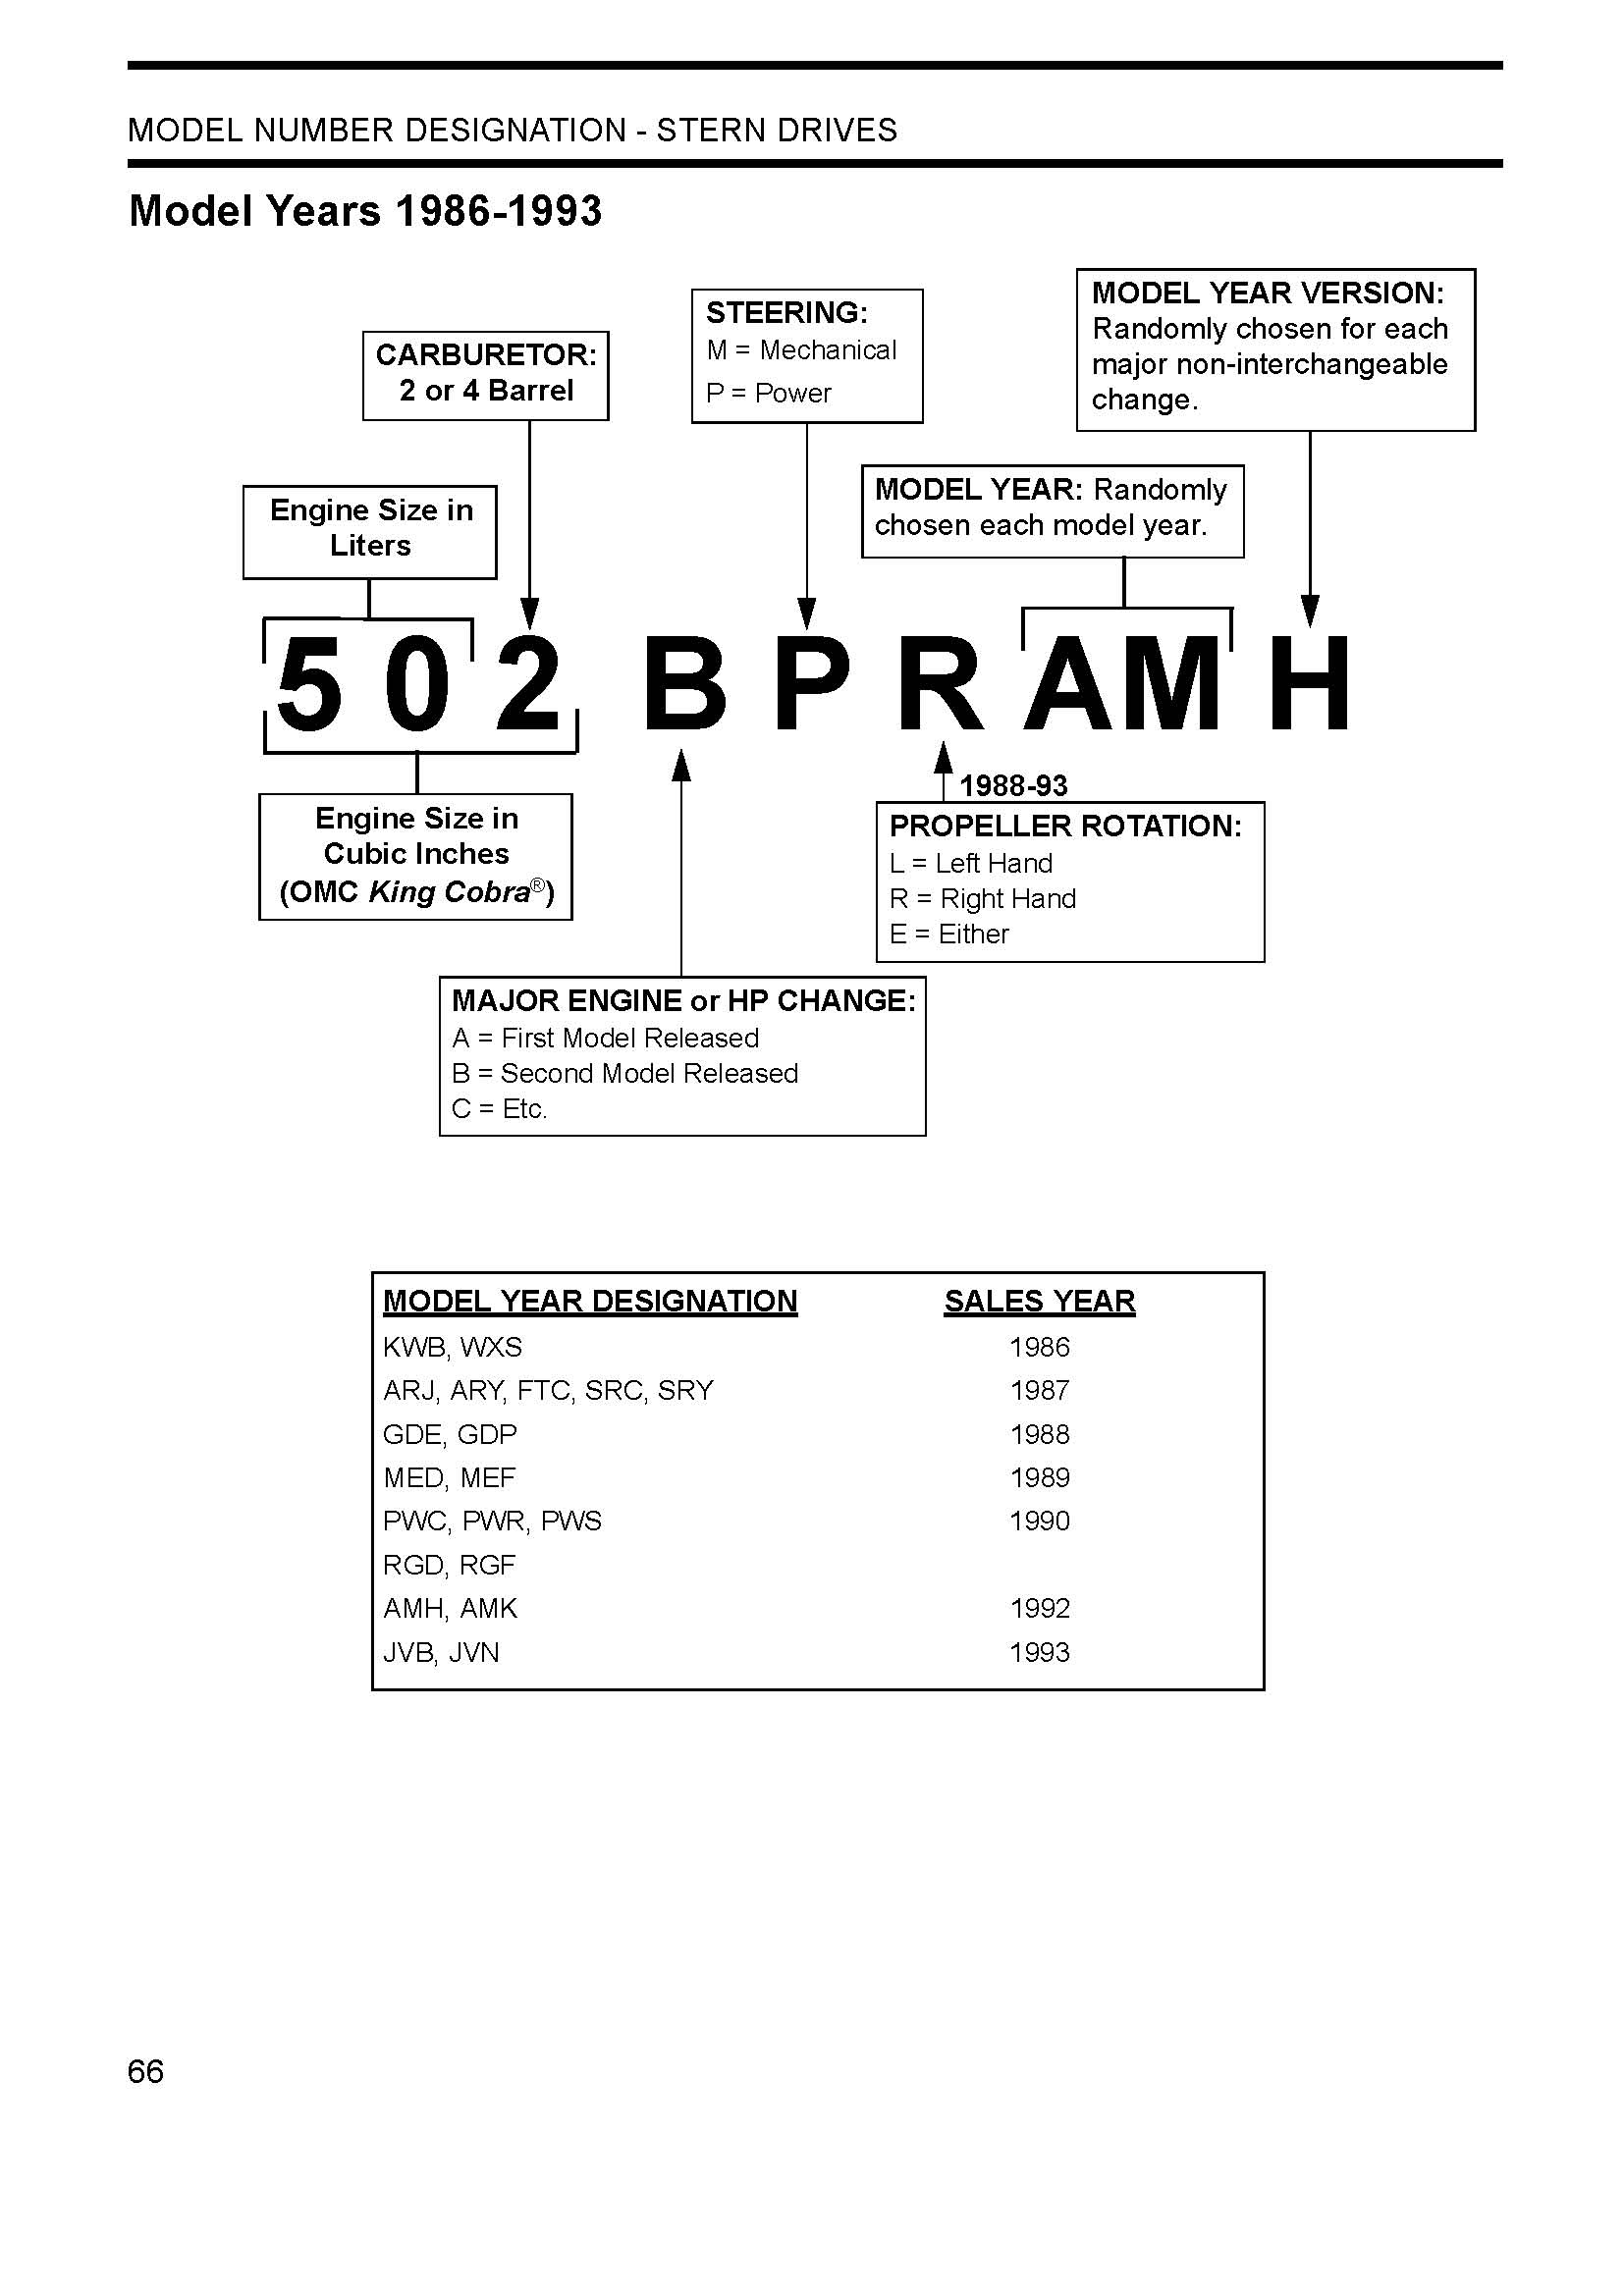 MODEL NUMBER DESIGNATION - STERN DRIVES
Model Years 1986-1993
MODEL YEAR VERSION:
Randomly chosen for each
major non-interchangeable
change.
STEERING:
M = Mechanical
P = Power
CARBURETOR:
2 or 4 Barrel
MODEL YEAR: Randomly
chosen each model year.
Engine Size in
Liters
5 0 2 B P R AM H
1988-93
PROPELLER ROTATION:
L = Left Hand
R = Right Hand
E = Either
Engine Size in
Cubic Inches
(OMC King Cobra®)
MAJOR ENGINE or HP CHANGE:
A = First Model Released
B = Second Model Released
C = Etc.
MODEL YEAR DESIGNATION SALES YEAR
KWB, WXS 1986
ARJ, ARY, FTC, SRC, SRY 1987
GDE, GDP 1988
MED, MEF 1989
PWC, PWR, PWS 1990
RGD, RGF
AMH, AMK 1992
JVB, JVN 1993
66